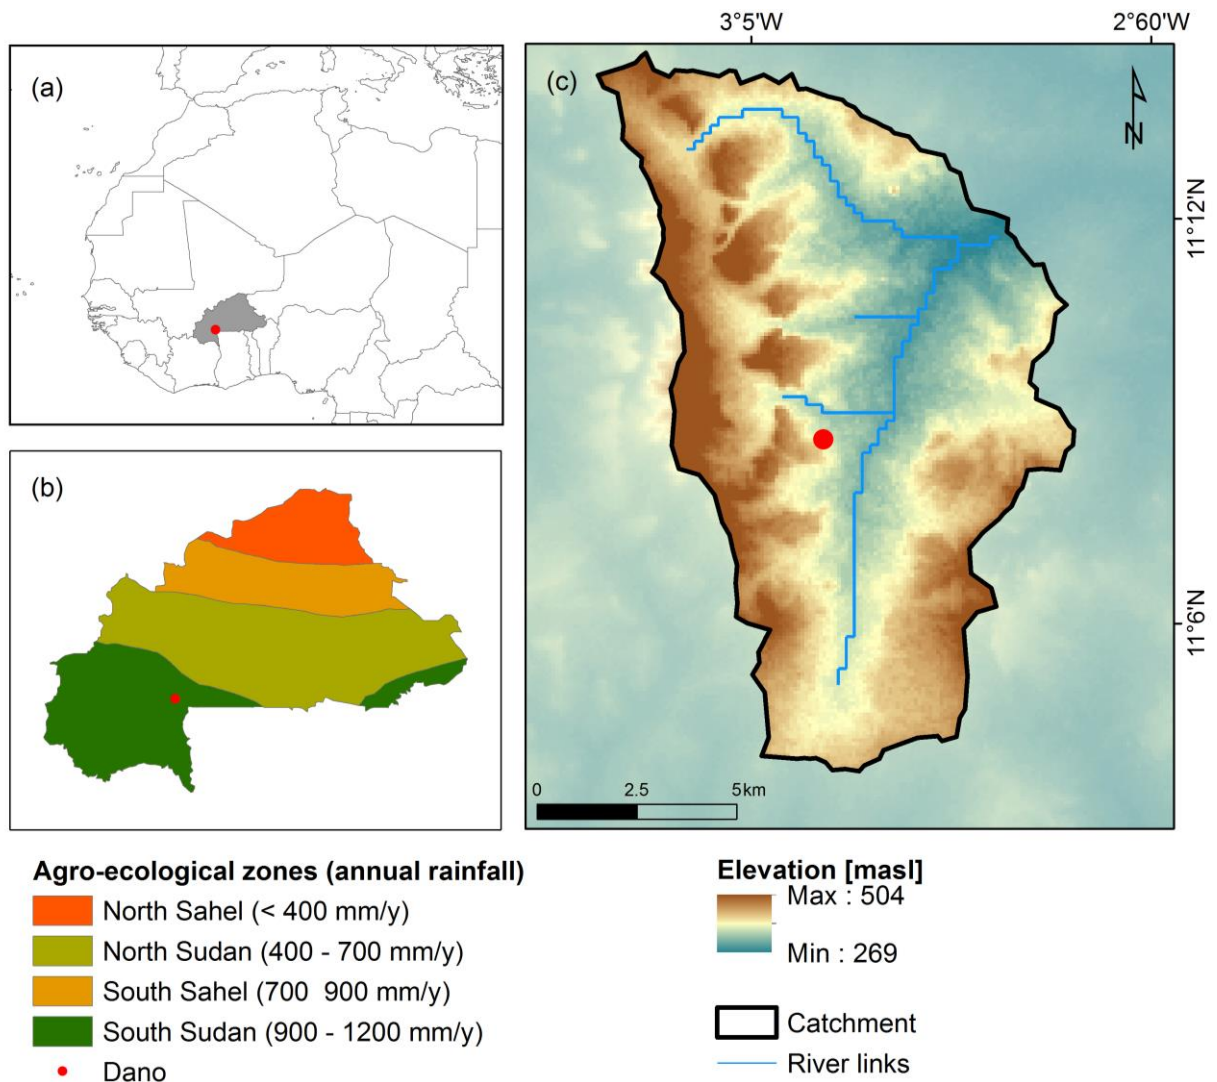 3°5'W
2°60'W
(a)
(c)
N
11°12'N
(b)
11°6'N
0
2.5
5km
Agro-ecological zones (annual rainfall)
North Sahel (< 400 mm/y)
North Sudan (400 - 700 mm/y)
South Sahel (700 900 mm/y)
South Sudan (900 - 1200 mm/y)
Dano
Elevation [masl]
Max : 504
Min : 269
Catchment
River links